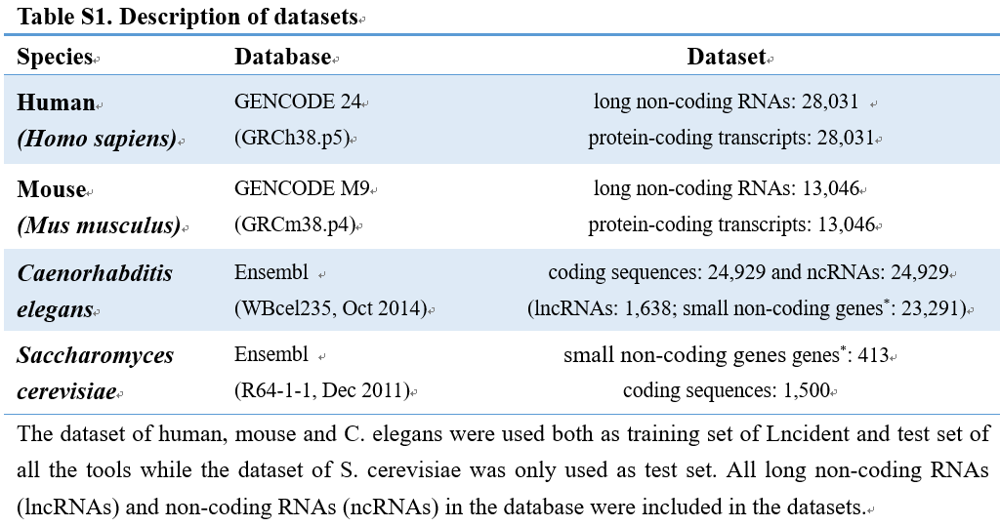 Table S1. Description of datasets
Species Database Dataset
Human GENCODE 24 long non-coding RNAs: 28,031
(Homo sapiens) (GRCh38.p5) protein-coding transcripts: 28,031
Mouse GENCODE M9 long non-coding RNAs: 13,046
(Mus musculus) (GRCm38.p4) protein-coding transcripts: 13,046
Caenorhabditis Ensembl coding sequences: 24,929 and ncRNAs: 24,929
elegans (WBcel235, Oct 2014) (lncRNAs: 1,638; small non-coding genes*: 23,291)
Saccharomyces Ensembl small non-coding genes genes*: 413
cerevisiae (R64-1-1, Dec 2011) coding sequences: 1,500
The dataset of human, mouse and C. elegans were used both as training set of Lncident and test set of
all the tools while the dataset of S. cerevisiae was only used as test set. All long non-coding RNAs
(lncRNAs) and non-coding RNAs (ncRNAs) in the database were included in the datasets.